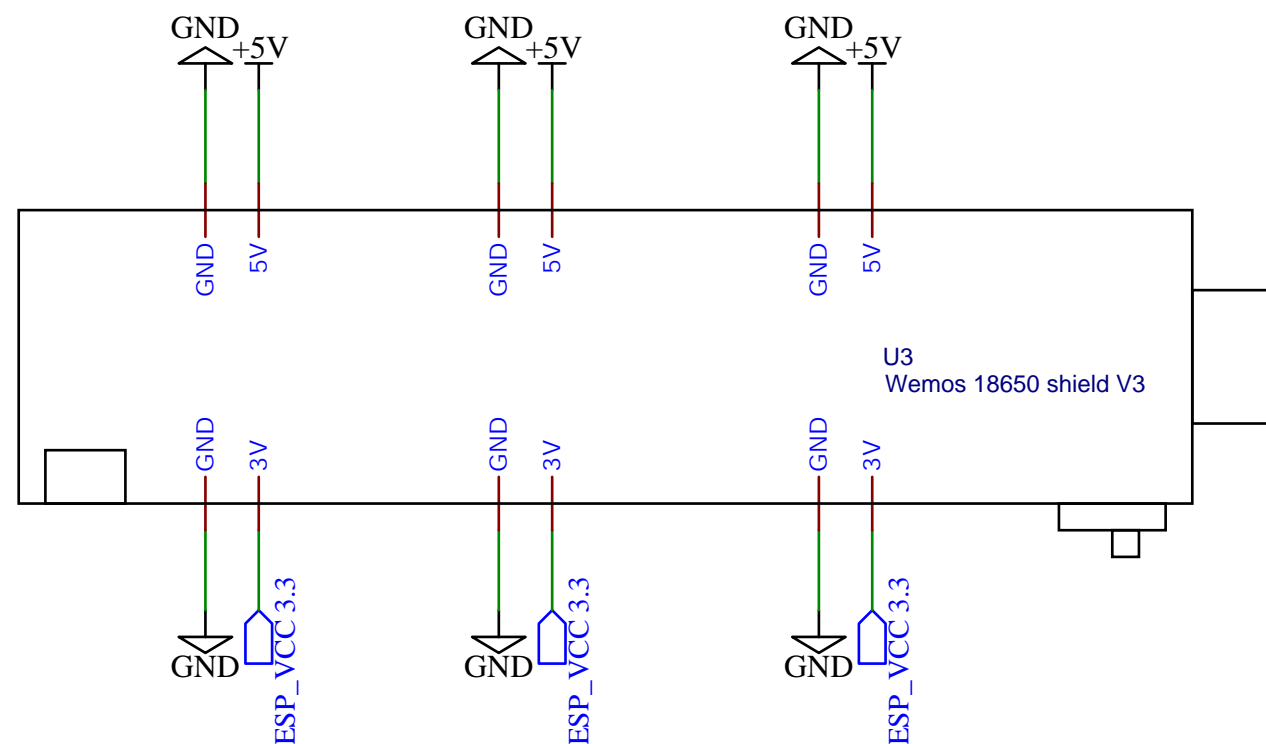 GND
+5V
GND
+5V
GND
+5V
GND
5V
GND
5V
GND
5V
U3
Wemos 18650 shield V3
GND
3V
GND
3V
GND
3V
GND
ESP_VCC 3.3
GND
ESP_VCC 3.3
GND
ESP_VCC 3.3